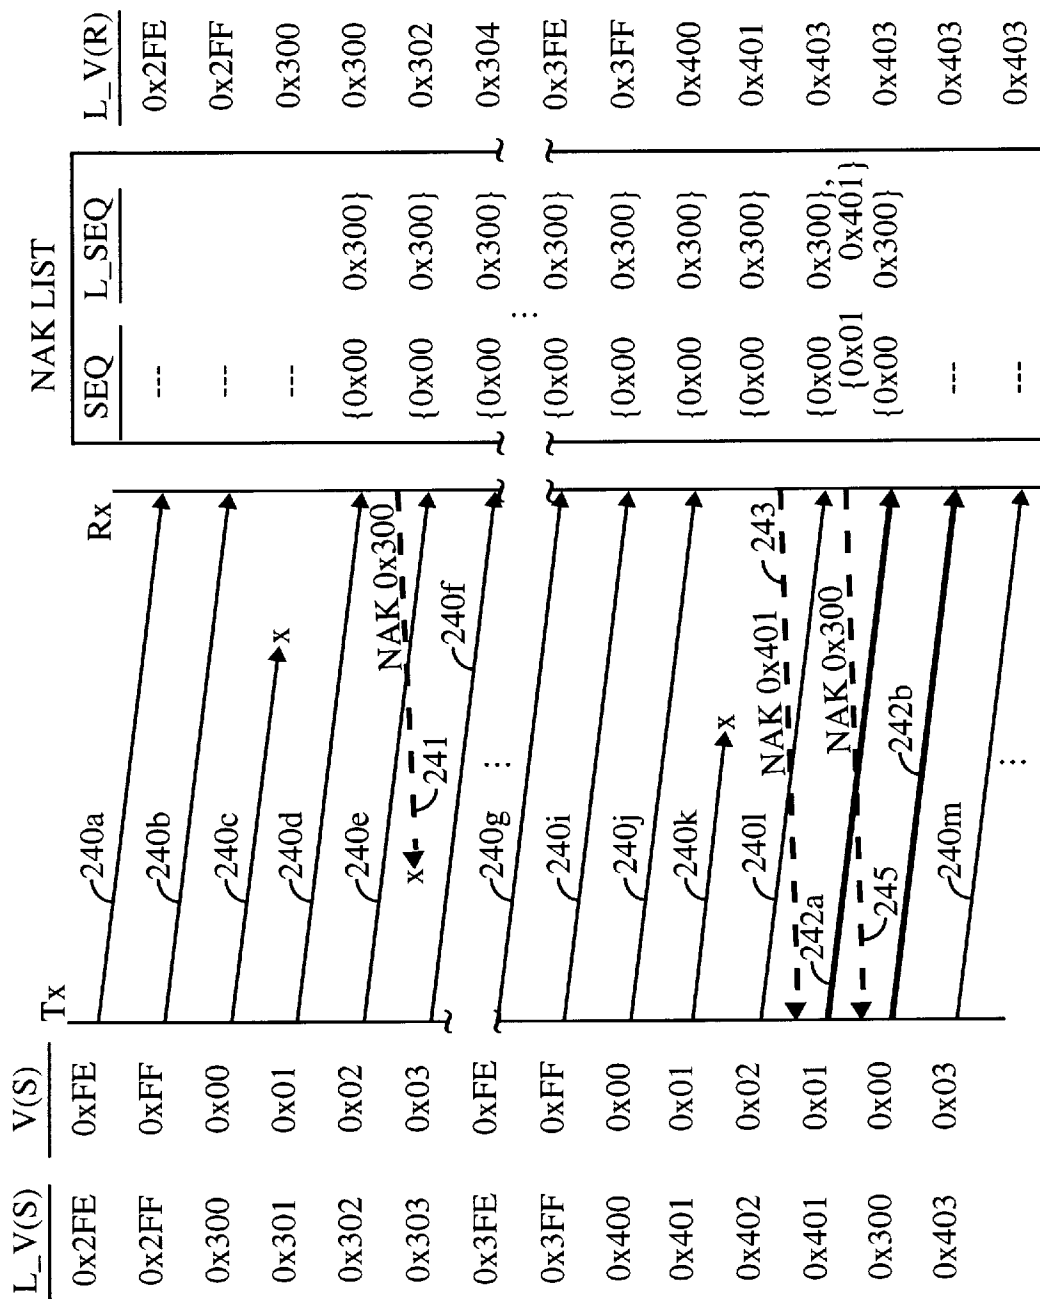 L_V(S) V(S) Tx Rx NAK LIST
SEQ L_SEQ L_V(R)
0x2FE 0xFE 240a --- 0x2FE
0x2FF 0xFF 240b --- 0x2FF
0x300 0x00 240c x --- 0x300
0x301 0x01 240d {0x00 0x300} 0x300
NAK 0x300
0x302 0x02 240e {0x00 0x300} 0x302
x 241
0x303 0x03 240f {0x00 0x300} 0x304
⋮ ⋮
0x3FE 0xFE 240g {0x00 0x300} 0x3FE
0x3FF 0xFF 240i {0x00 0x300} 0x3FF
0x400 0x00 240j {0x00 0x300} 0x400
0x401 0x01 240k x {0x00 0x300} 0x401
NAK 0x401 243
0x402 0x02 240l {0x00 0x300}, 0x403
{0x01 0x401}
0x401 0x01 242a NAK 0x300 {0x00 0x300} 0x403
245
0x300 0x00 242b --- 0x403
0x403 0x03 240m --- 0x403
⋮